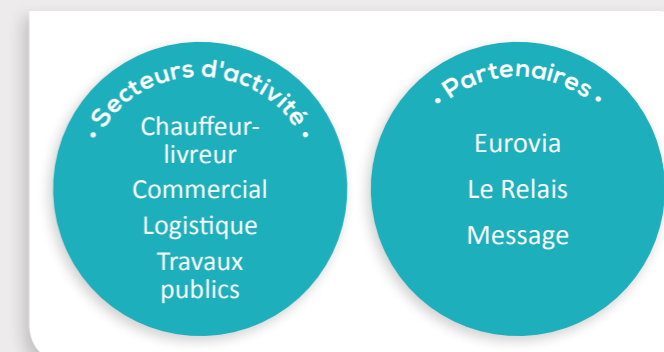 • Secteurs d'activité •
Chauffeur-
livreur
Commercial
Logistique
Travaux
publics
• Partenaires •
Eurovia
Le Relais
Message